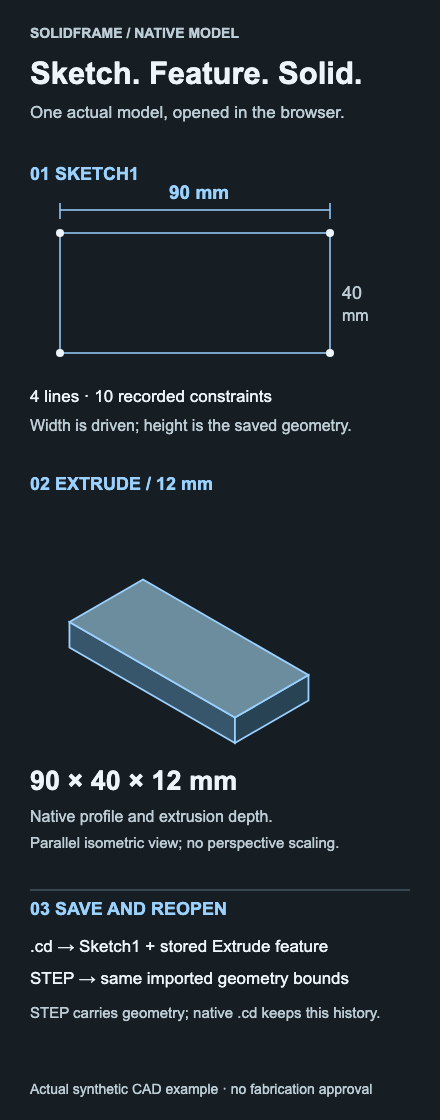 SOLIDFRAME / NATIVE MODEL
Sketch. Feature. Solid.
One actual model, opened in the browser.
01 SKETCH1
90 mm
40
mm
4 lines · 10 recorded constraints
Width is driven; height is the saved geometry.
02 EXTRUDE / 12 mm
90 × 40 × 12 mm
Native profile and extrusion depth.
Parallel isometric view; no perspective scaling.
03 SAVE AND REOPEN
.cd → Sketch1 + stored Extrude feature
STEP → same imported geometry bounds
STEP carries geometry; native .cd keeps this history.
Actual synthetic CAD example · no fabrication approval